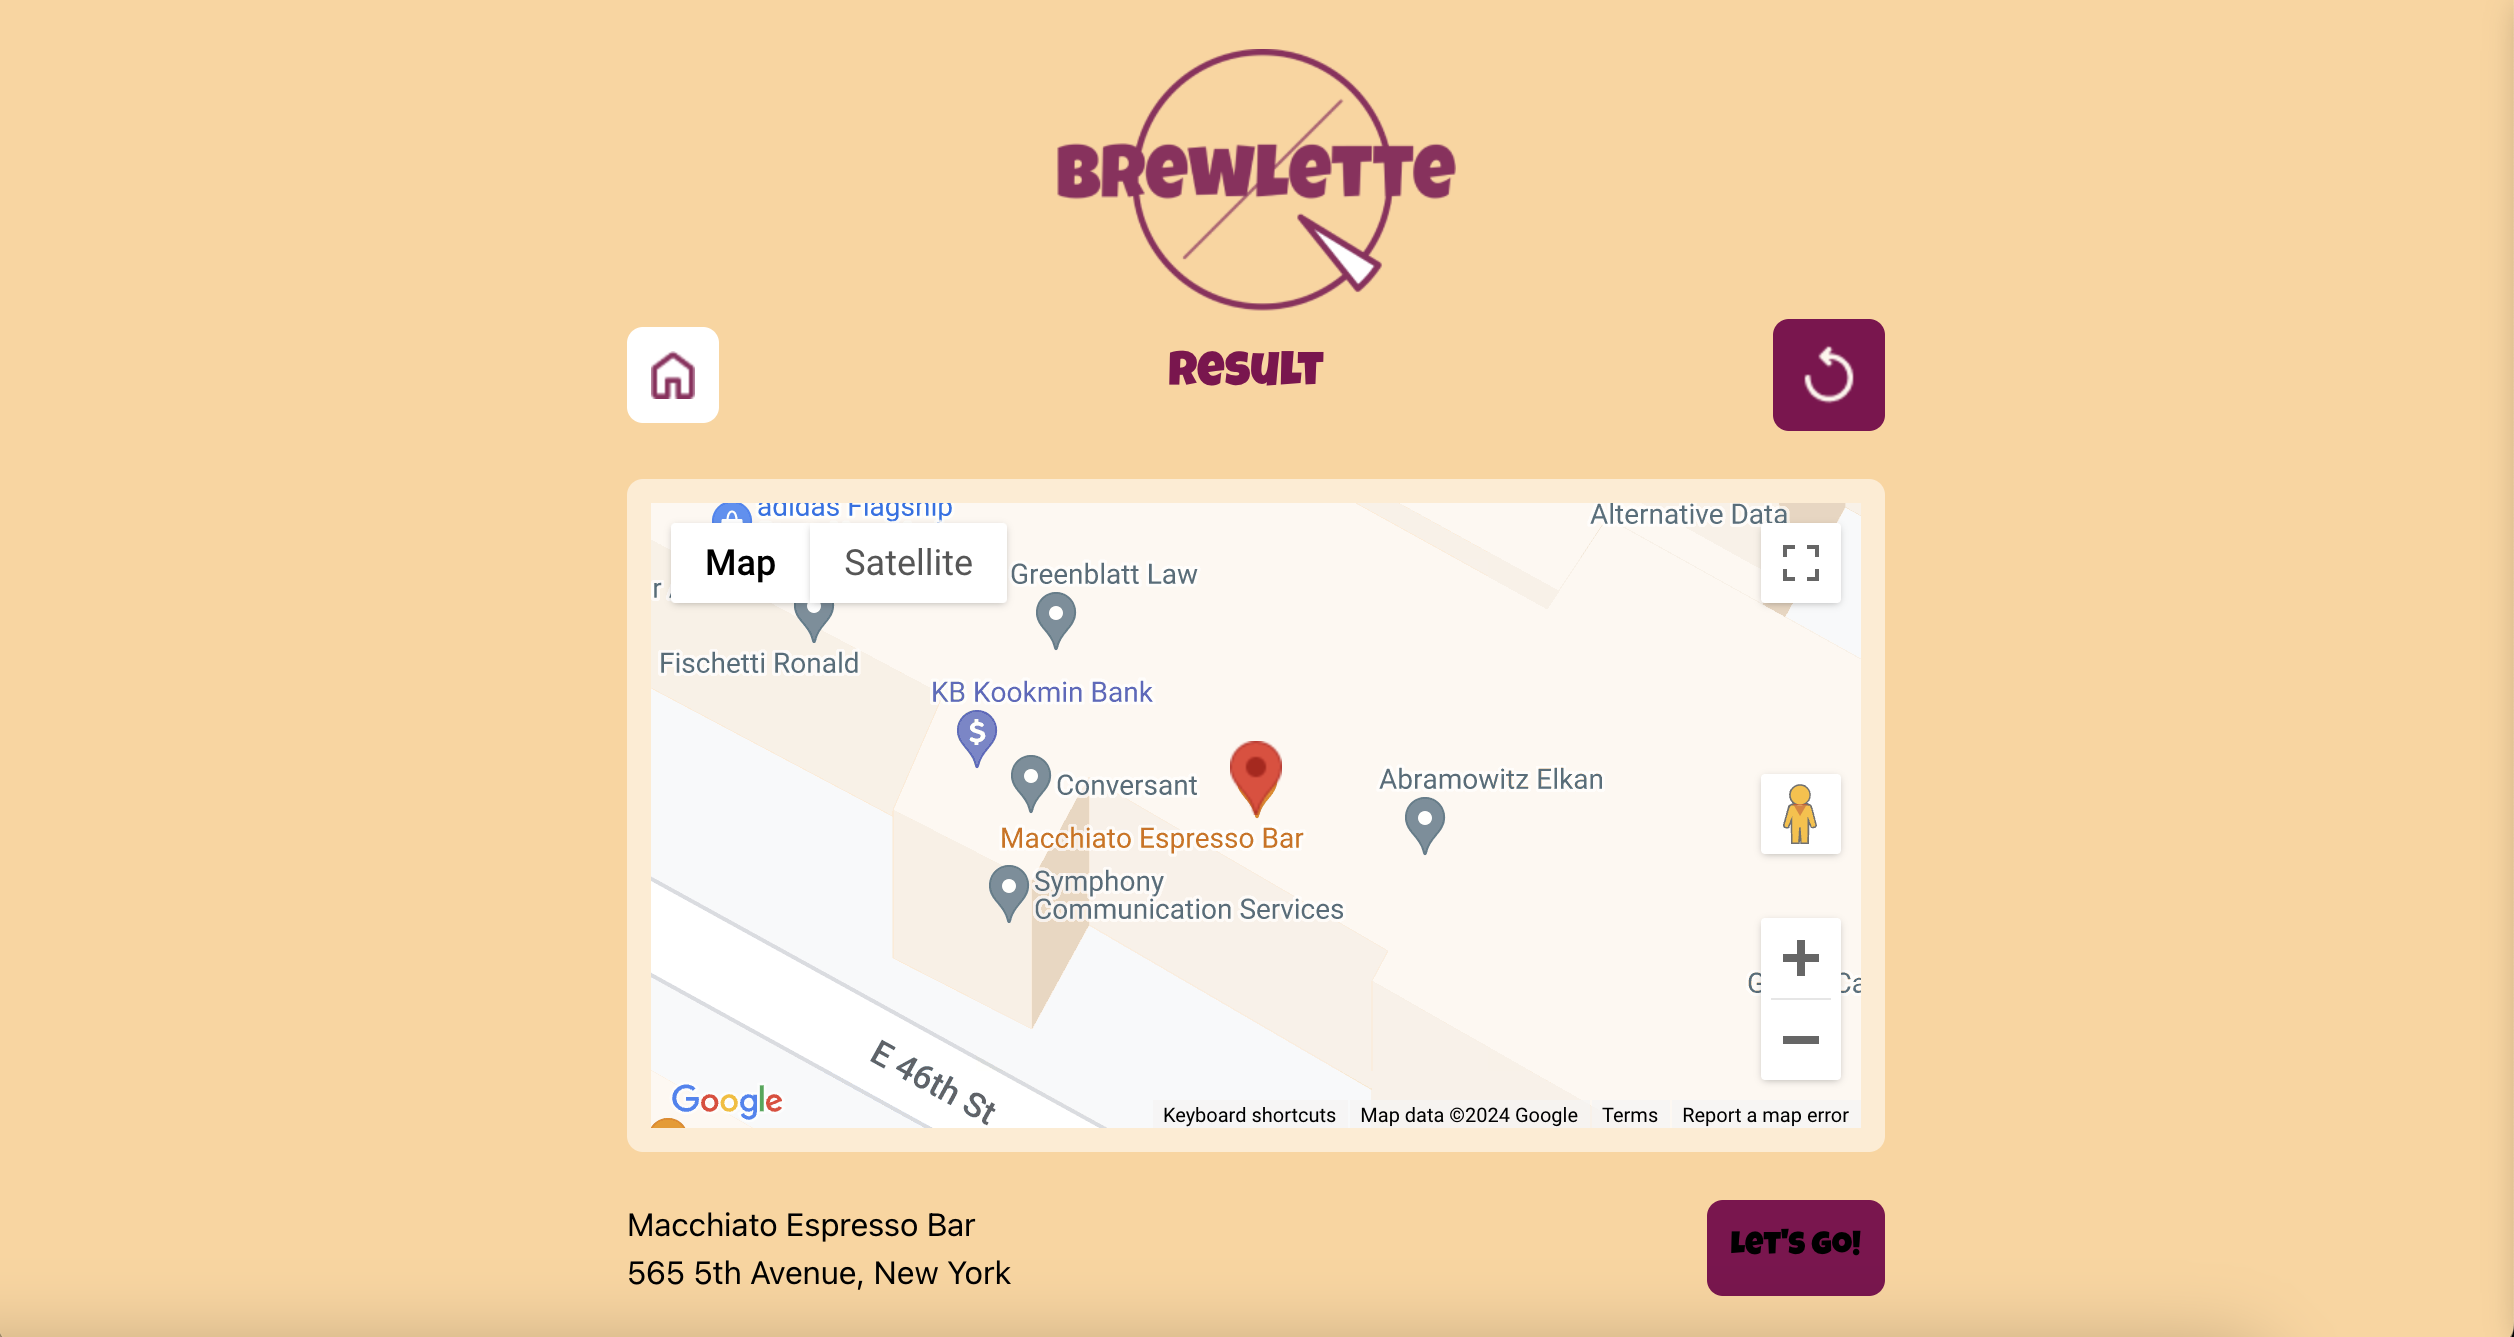 BREWLETTE
RESULT
adidas Flagship
Alternative Data
Map
Satellite
Greenblatt Law
Fischetti Ronald
KB Kookmin Bank
$
Conversant
Abramowitz Elkan
Macchiato Espresso Bar
Symphony
Communication Services
E 46th St
Google
Keyboard shortcuts
Map data ©2024 Google
Terms
Report a map error
Macchiato Espresso Bar
565 5th Avenue, New York
LET'S GO!